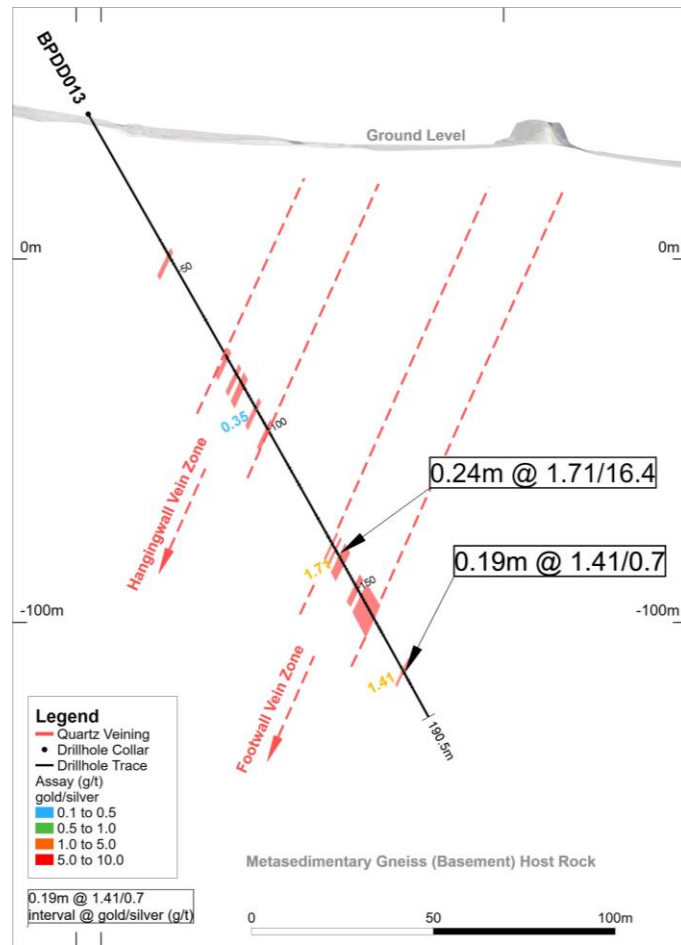 BPDD013
Ground Level
0m
0m
50
0.35
100
Hangingwall Vein Zone
0.24m @ 1.71/16.4
0.19m @ 1.41/0.7
1.71
150
-100m
-100m
1.41
Footwall Vein Zone
190.5m
Legend
Quartz Veining
Drillhole Collar
Drillhole Trace
Assay (g/t)
gold/silver
0.1 to 0.5
0.5 to 1.0
1.0 to 5.0
5.0 to 10.0
Metasedimentary Gneiss (Basement) Host Rock
0.19m @ 1.41/0.7
interval @ gold/silver (g/t)
0 50 100m